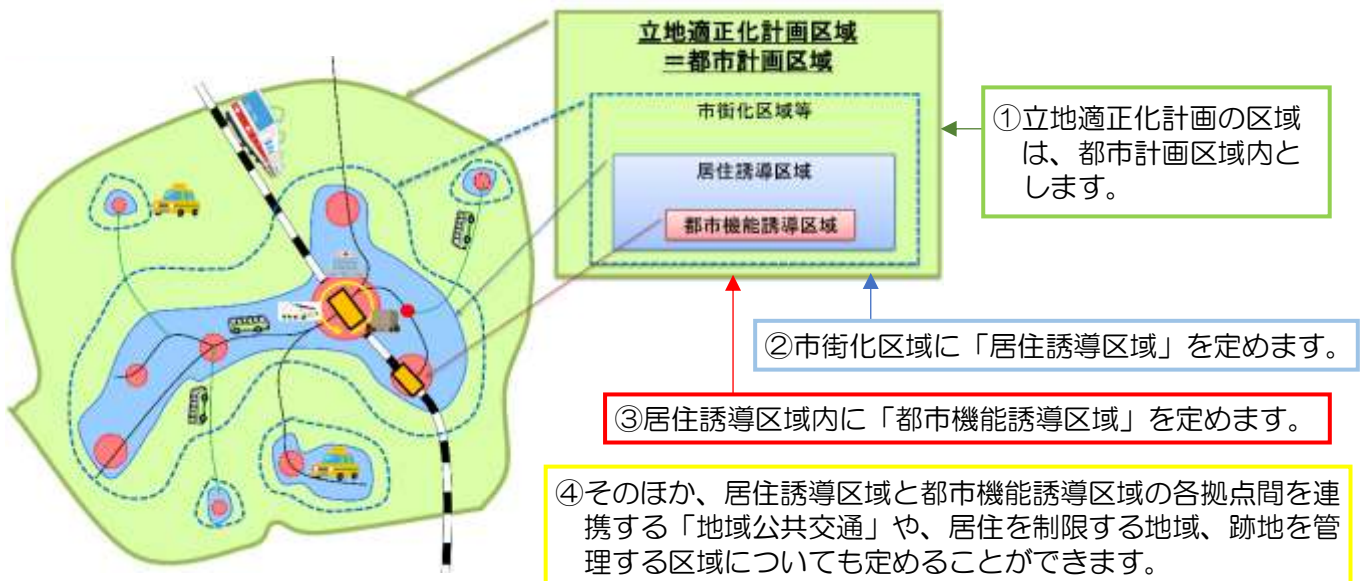 立地適正化計画区域
＝都市計画区域
市街化区域等
居住誘導区域
都市機能誘導区域
①立地適正化計画の区域
は、都市計画区域内と
します。
②市街化区域に「居住誘導区域」を定めます。
③居住誘導区域内に「都市機能誘導区域」を定めます。
④そのほか、居住誘導区域と都市機能誘導区域の各拠点間を連
携する「地域公共交通」や、居住を制限する地域、跡地を管
理する区域についても定めることができます。